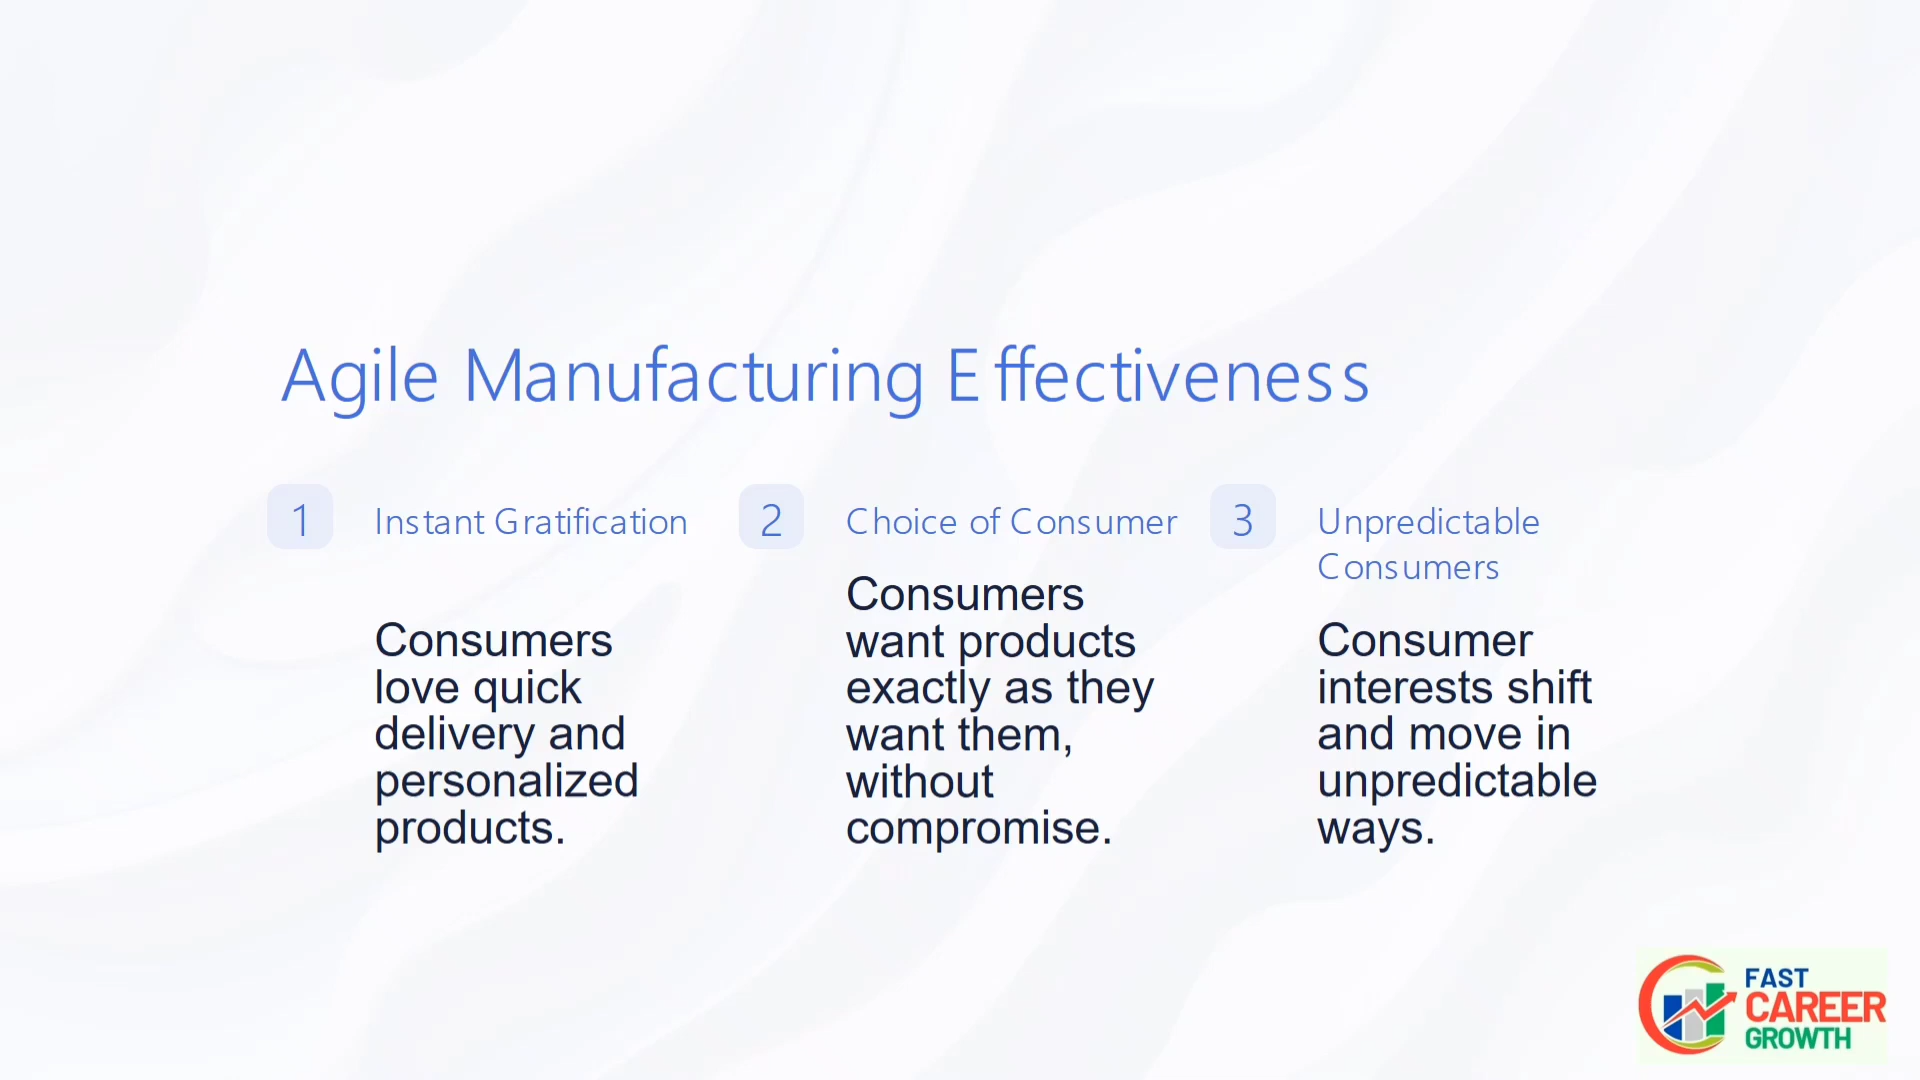 Agile Manufacturing Effectiveness
1
Instant Gratification
Consumers
love quick
delivery and
personalized
products.
2
Choice of Consumer
Consumers
want products
exactly as they
want them,
without
compromise.
3
Unpredictable
Consumers
Consumer
interests shift
and move in
unpredictable
ways.
FAST
CAREER
GROWTH